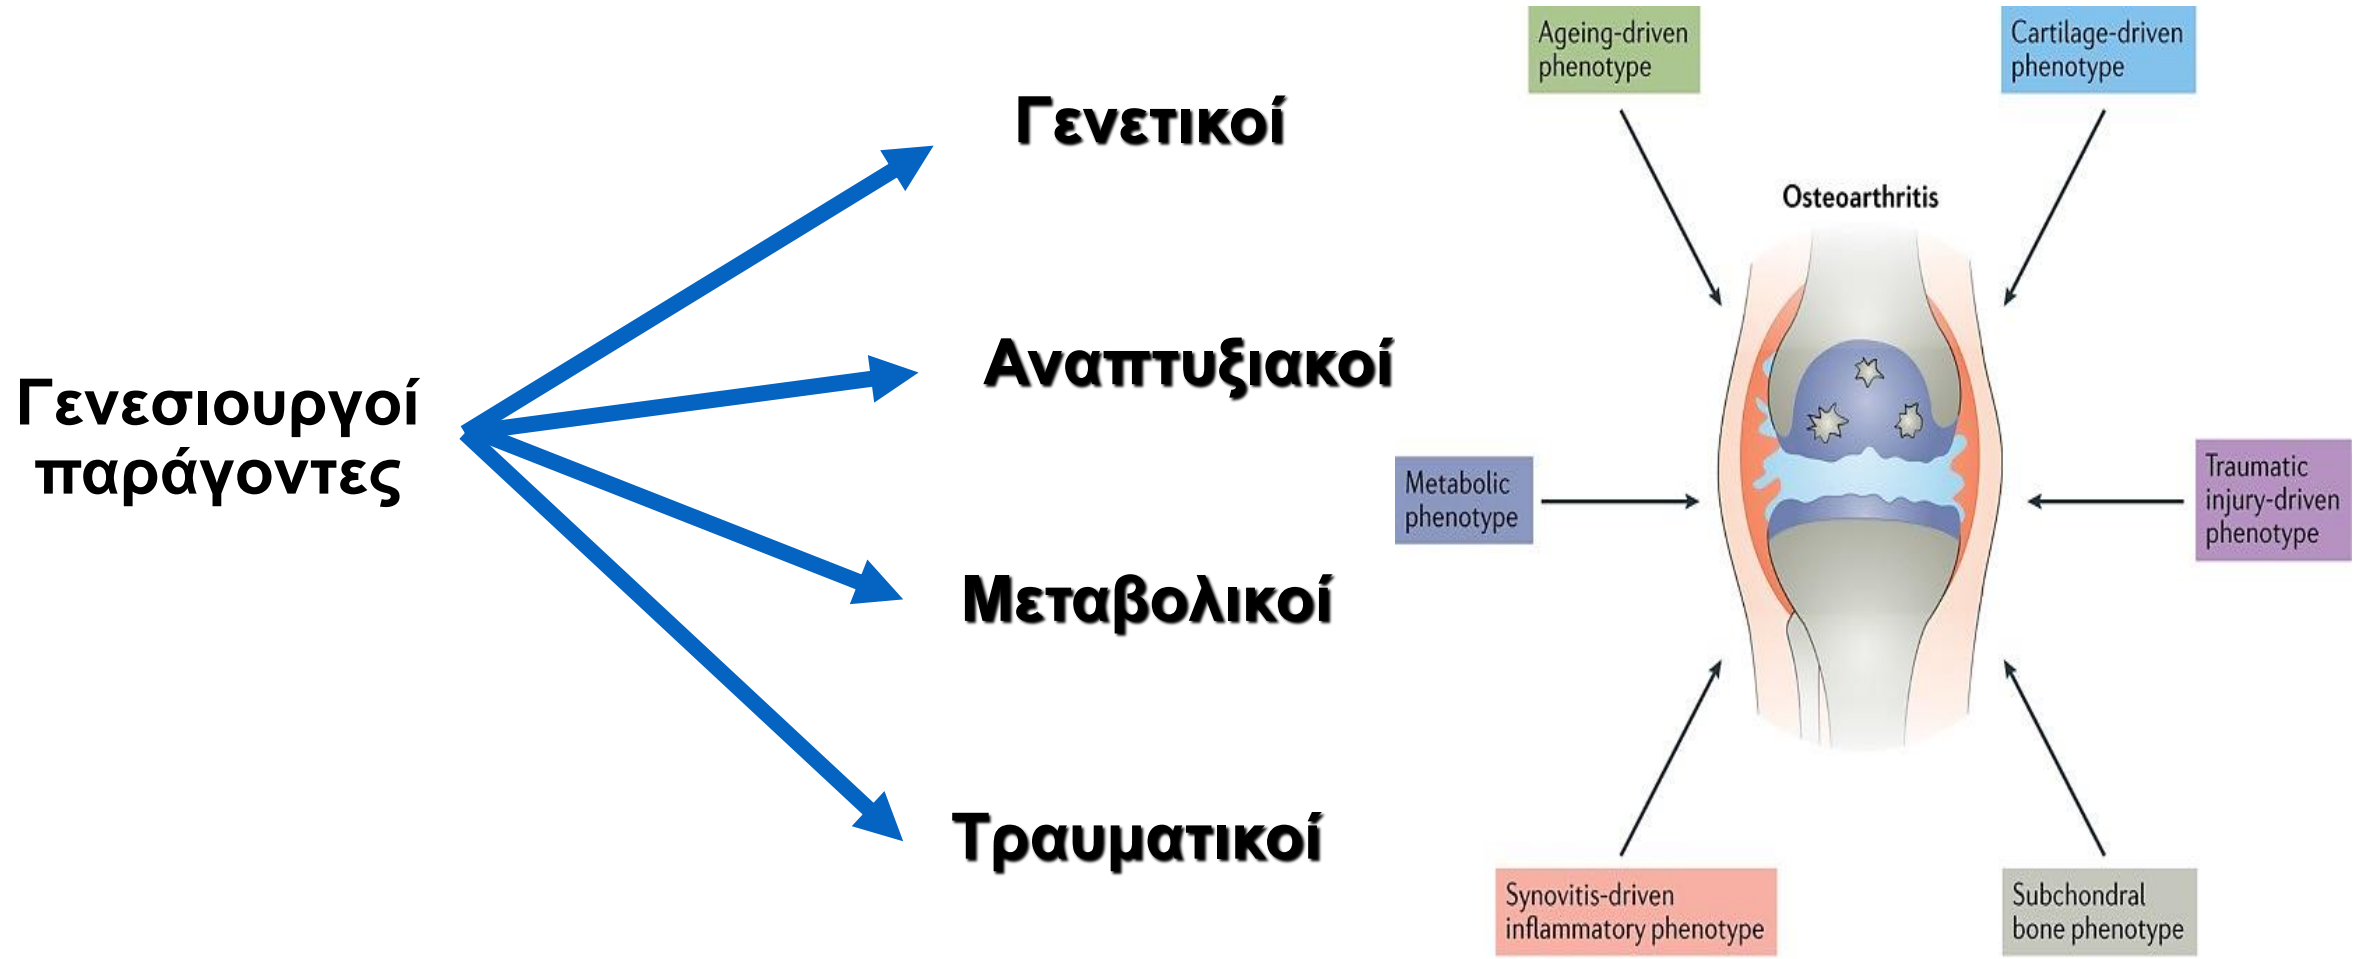 Γενεσιουργοί
παράγοντες
Γενετικοί
Αναπτυξιακοί
Μεταβολικοί
Τραυματικοί
Ageing-driven
phenotype
Cartilage-driven
phenotype
Osteoarthritis
Metabolic
phenotype
Traumatic
injury-driven
phenotype
Synovitis-driven
inflammatory phenotype
Subchondral
bone phenotype